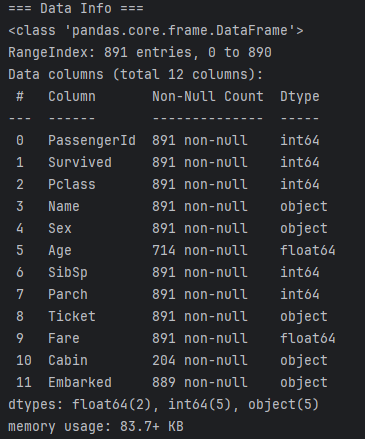 === Data Info ===
<class 'pandas.core.frame.DataFrame'>
RangeIndex: 891 entries, 0 to 890
Data columns (total 12 columns):
 #   Column       Non-Null Count  Dtype
---  ------       --------------  -----
 0   PassengerId  891 non-null    int64
 1   Survived     891 non-null    int64
 2   Pclass       891 non-null    int64
 3   Name         891 non-null    object
 4   Sex          891 non-null    object
 5   Age          714 non-null    float64
 6   SibSp        891 non-null    int64
 7   Parch        891 non-null    int64
 8   Ticket       891 non-null    object
 9   Fare         891 non-null    float64
 10  Cabin        204 non-null    object
 11  Embarked     889 non-null    object
dtypes: float64(2), int64(5), object(5)
memory usage: 83.7+ KB